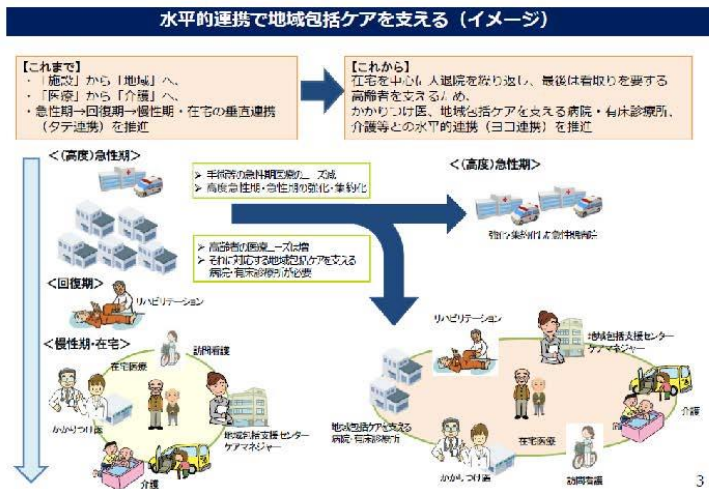 水平的連携で地域包括ケアを支える（イメージ）
【これまで】
・「施設」から「地域」へ、
・「医療」から「介護」へ、
・急性期→回復期→慢性期・在宅の垂直連携
（タテ連携）を推進
【これから】
在宅を中心に入退院を繰り返し、最後は看取りを要する
高齢者を支えるため、
かかりつけ医、地域包括ケアを支える病院・有床診療所、
介護等との水平的連携（ヨコ連携）を推進
＜(高度)急性期＞
➢ 手術等の急性期医療のニーズ減
➢ 高度急性期・急性期の強化・集約化
＜(高度)急性期＞
強化・集約化した急性期病院
➢ 高齢者の医療ニーズは増
➢ それに対応する地域包括ケアを支える
病院・有床診療所が必要
＜回復期＞
リハビリテーション
＜慢性期・在宅＞
訪問看護
在宅医療
かかりつけ医
地域包括支援センター
ケアマネジャー
介護
リハビリテーション
地域包括支援センター
ケアマネジャー
介護
地域包括ケアを支える
病院・有床診療所
在宅医療
かかりつけ医
訪問看護
3